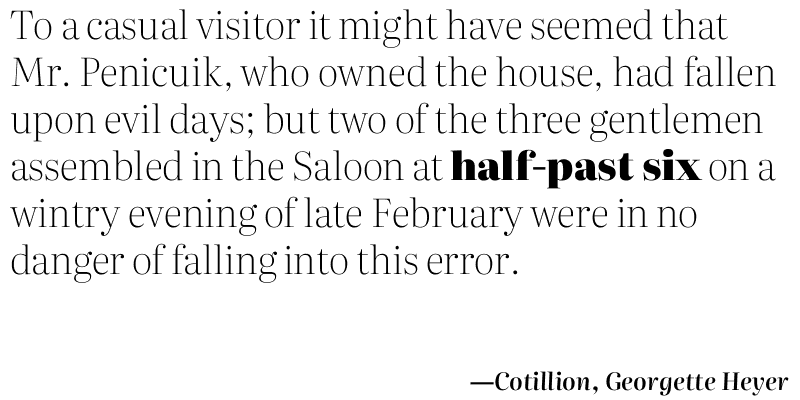 To a casual visitor it might have seemed that
Mr. Penicuik, who owned the house, had fallen
upon evil days; but two of the three gentlemen
assembled in the Saloon at half-past six on a
wintry evening of late February were in no
danger of falling into this error.
—Cotillion, Georgette Heyer